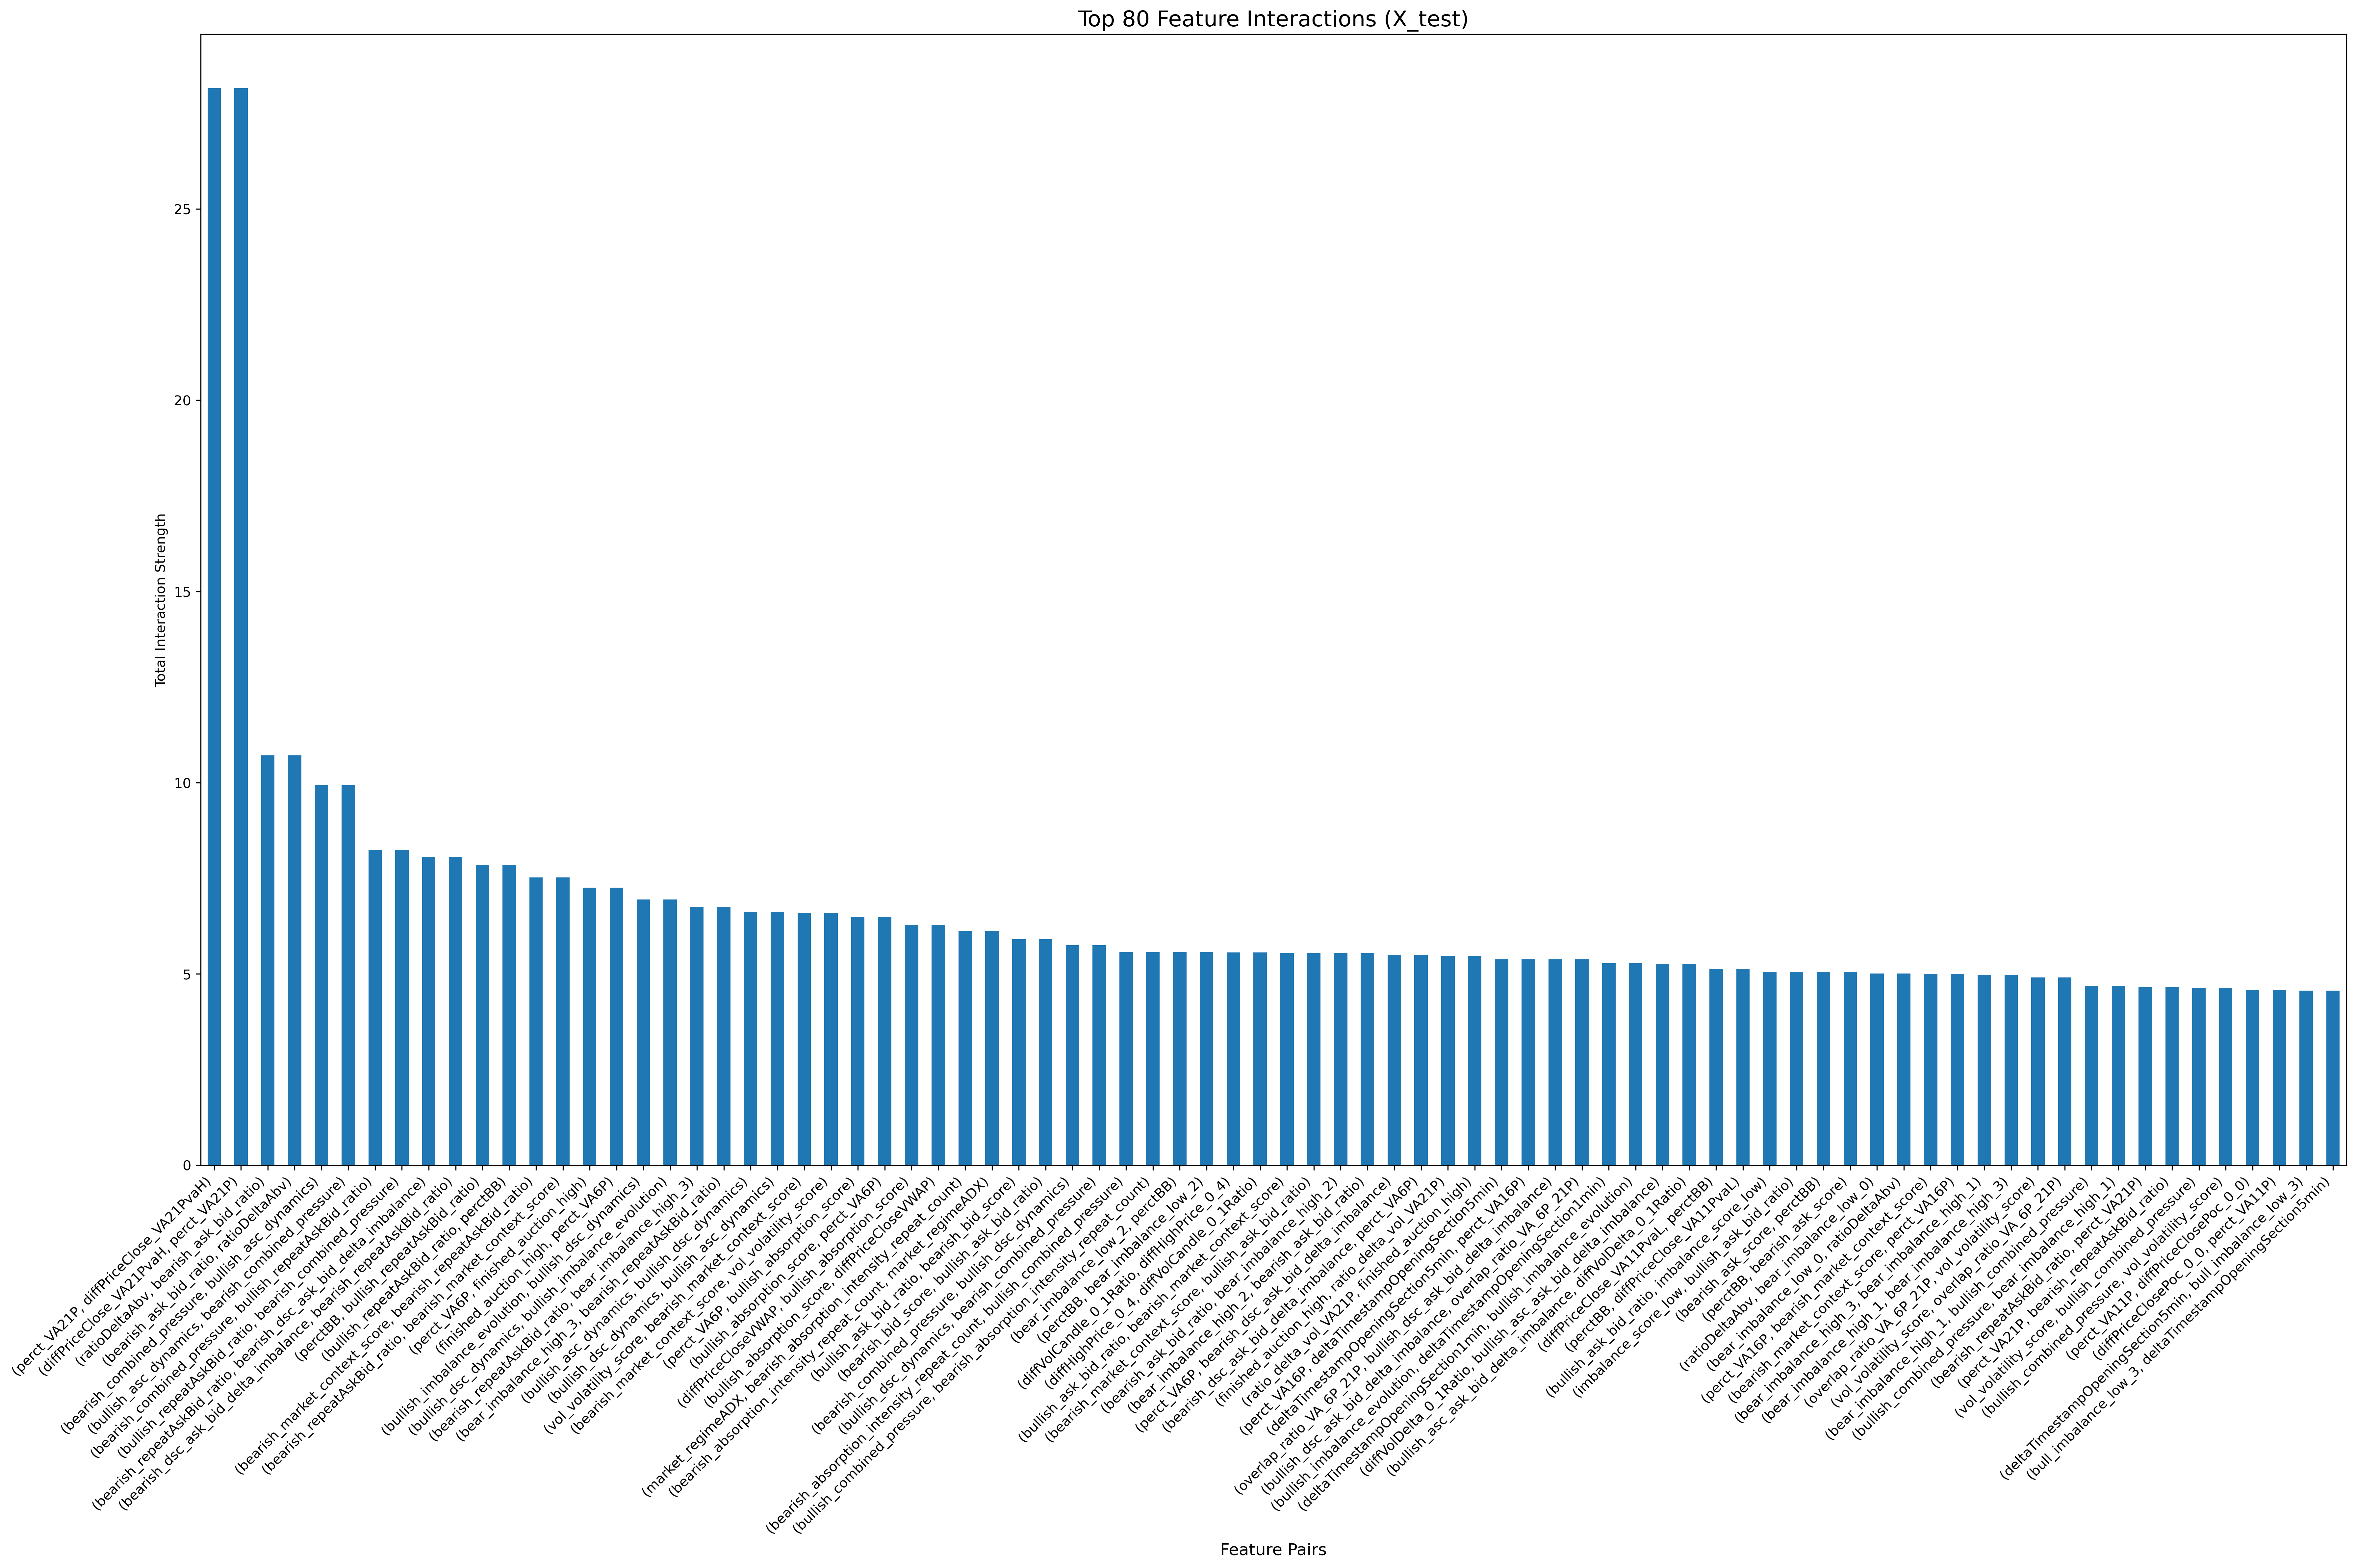 Top 80 Feature Interactions (X_test)
Total Interaction Strength
25
20
15
10
5
0
(perct_VA21P, diffPriceClose_VA21PvaH)
(diffPriceClose_VA21PvaH, perct_VA21P)
(ratioDeltaAbv, bearish_ask_bid_ratio)
(bearish_ask_bid_ratio, ratioDeltaAbv)
(bearish_combined_pressure, bullish_asc_dynamics)
(bullish_asc_dynamics, bearish_combined_pressure)
(bearish_combined_pressure, bullish_repeatAskBid_ratio)
(bullish_repeatAskBid_ratio, bearish_combined_pressure)
(bearish_repeatAskBid_ratio, bearish_dsc_ask_bid_delta_imbalance)
(bearish_dsc_ask_bid_delta_imbalance, bearish_repeatAskBid_ratio)
(perctBB, bullish_repeatAskBid_ratio)
(bullish_repeatAskBid_ratio, perctBB)
(bearish_market_context_score, bearish_repeatAskBid_ratio)
(bearish_repeatAskBid_ratio, bearish_market_context_score)
(perct_VA6P, finished_auction_high)
(finished_auction_high, perct_VA6P)
(bullish_imbalance_evolution, bullish_dsc_dynamics)
(bullish_dsc_dynamics, bullish_imbalance_evolution)
(bearish_repeatAskBid_ratio, bear_imbalance_high_3)
(bear_imbalance_high_3, bearish_repeatAskBid_ratio)
(bullish_asc_dynamics, bullish_dsc_dynamics)
(bullish_dsc_dynamics, bullish_asc_dynamics)
(vol_volatility_score, bearish_market_context_score)
(bearish_market_context_score, vol_volatility_score)
(perct_VA6P, bullish_absorption_score)
(bullish_absorption_score, perct_VA6P)
(diffPriceCloseVWAP, bullish_absorption_score)
(bullish_absorption_score, diffPriceCloseVWAP)
(market_regimeADX, bearish_absorption_intensity_repeat_count)
(bearish_absorption_intensity_repeat_count, market_regimeADX)
(bullish_ask_bid_ratio, bearish_bid_score)
(bearish_bid_score, bullish_ask_bid_ratio)
(bearish_combined_pressure, bullish_dsc_dynamics)
(bullish_dsc_dynamics, bearish_combined_pressure)
(bearish_absorption_intensity_repeat_count, bullish_combined_pressure)
(bullish_combined_pressure, bearish_absorption_intensity_repeat_count)
(bear_imbalance_low_2, perctBB)
(perctBB, bear_imbalance_low_2)
(diffVolCandle_0_1Ratio, diffHighPrice_0_4)
(diffHighPrice_0_4, diffVolCandle_0_1Ratio)
(bullish_ask_bid_ratio, bearish_market_context_score)
(bearish_market_context_score, bullish_ask_bid_ratio)
(bearish_ask_bid_ratio, bear_imbalance_high_2)
(bear_imbalance_high_2, bearish_ask_bid_ratio)
(perct_VA6P, bearish_dsc_ask_bid_delta_imbalance)
(bearish_dsc_ask_bid_delta_imbalance, perct_VA6P)
(finished_auction_high, ratio_delta_vol_VA21P)
(ratio_delta_vol_VA21P, finished_auction_high)
(perct_VA16P, deltaTimestampOpeningSection5min)
(deltaTimestampOpeningSection5min, perct_VA16P)
(overlap_ratio_VA_6P_21P, bullish_dsc_ask_bid_delta_imbalance)
(bullish_dsc_ask_bid_delta_imbalance, overlap_ratio_VA_6P_21P)
(bullish_imbalance_evolution, deltaTimestampOpeningSection1min)
(deltaTimestampOpeningSection1min, bullish_imbalance_evolution)
(diffVolDelta_0_1Ratio, bullish_asc_ask_bid_delta_imbalance)
(bullish_asc_ask_bid_delta_imbalance, diffVolDelta_0_1Ratio)
(diffPriceClose_VA11PvaL, perctBB)
(perctBB, diffPriceClose_VA11PvaL)
(bullish_ask_bid_ratio, imbalance_score_low)
(imbalance_score_low, bullish_ask_bid_ratio)
(bearish_ask_score, perctBB)
(perctBB, bearish_ask_score)
(ratioDeltaAbv, bear_imbalance_low_0)
(bear_imbalance_low_0, ratioDeltaAbv)
(perct_VA16P, bearish_market_context_score)
(bearish_market_context_score, perct_VA16P)
(bear_imbalance_high_3, bear_imbalance_high_1)
(bear_imbalance_high_1, bear_imbalance_high_3)
(overlap_ratio_VA_6P_21P, vol_volatility_score)
(vol_volatility_score, overlap_ratio_VA_6P_21P)
(bear_imbalance_high_1, bullish_combined_pressure)
(bullish_combined_pressure, bear_imbalance_high_1)
(bearish_repeatAskBid_ratio, perct_VA21P)
(perct_VA21P, bearish_repeatAskBid_ratio)
(vol_volatility_score, bullish_combined_pressure)
(bullish_combined_pressure, vol_volatility_score)
(perct_VA11P, diffPriceClosePoc_0_0)
(diffPriceClosePoc_0_0, perct_VA11P)
(deltaTimestampOpeningSection5min, bull_imbalance_low_3)
(bull_imbalance_low_3, deltaTimestampOpeningSection5min)
Feature Pairs